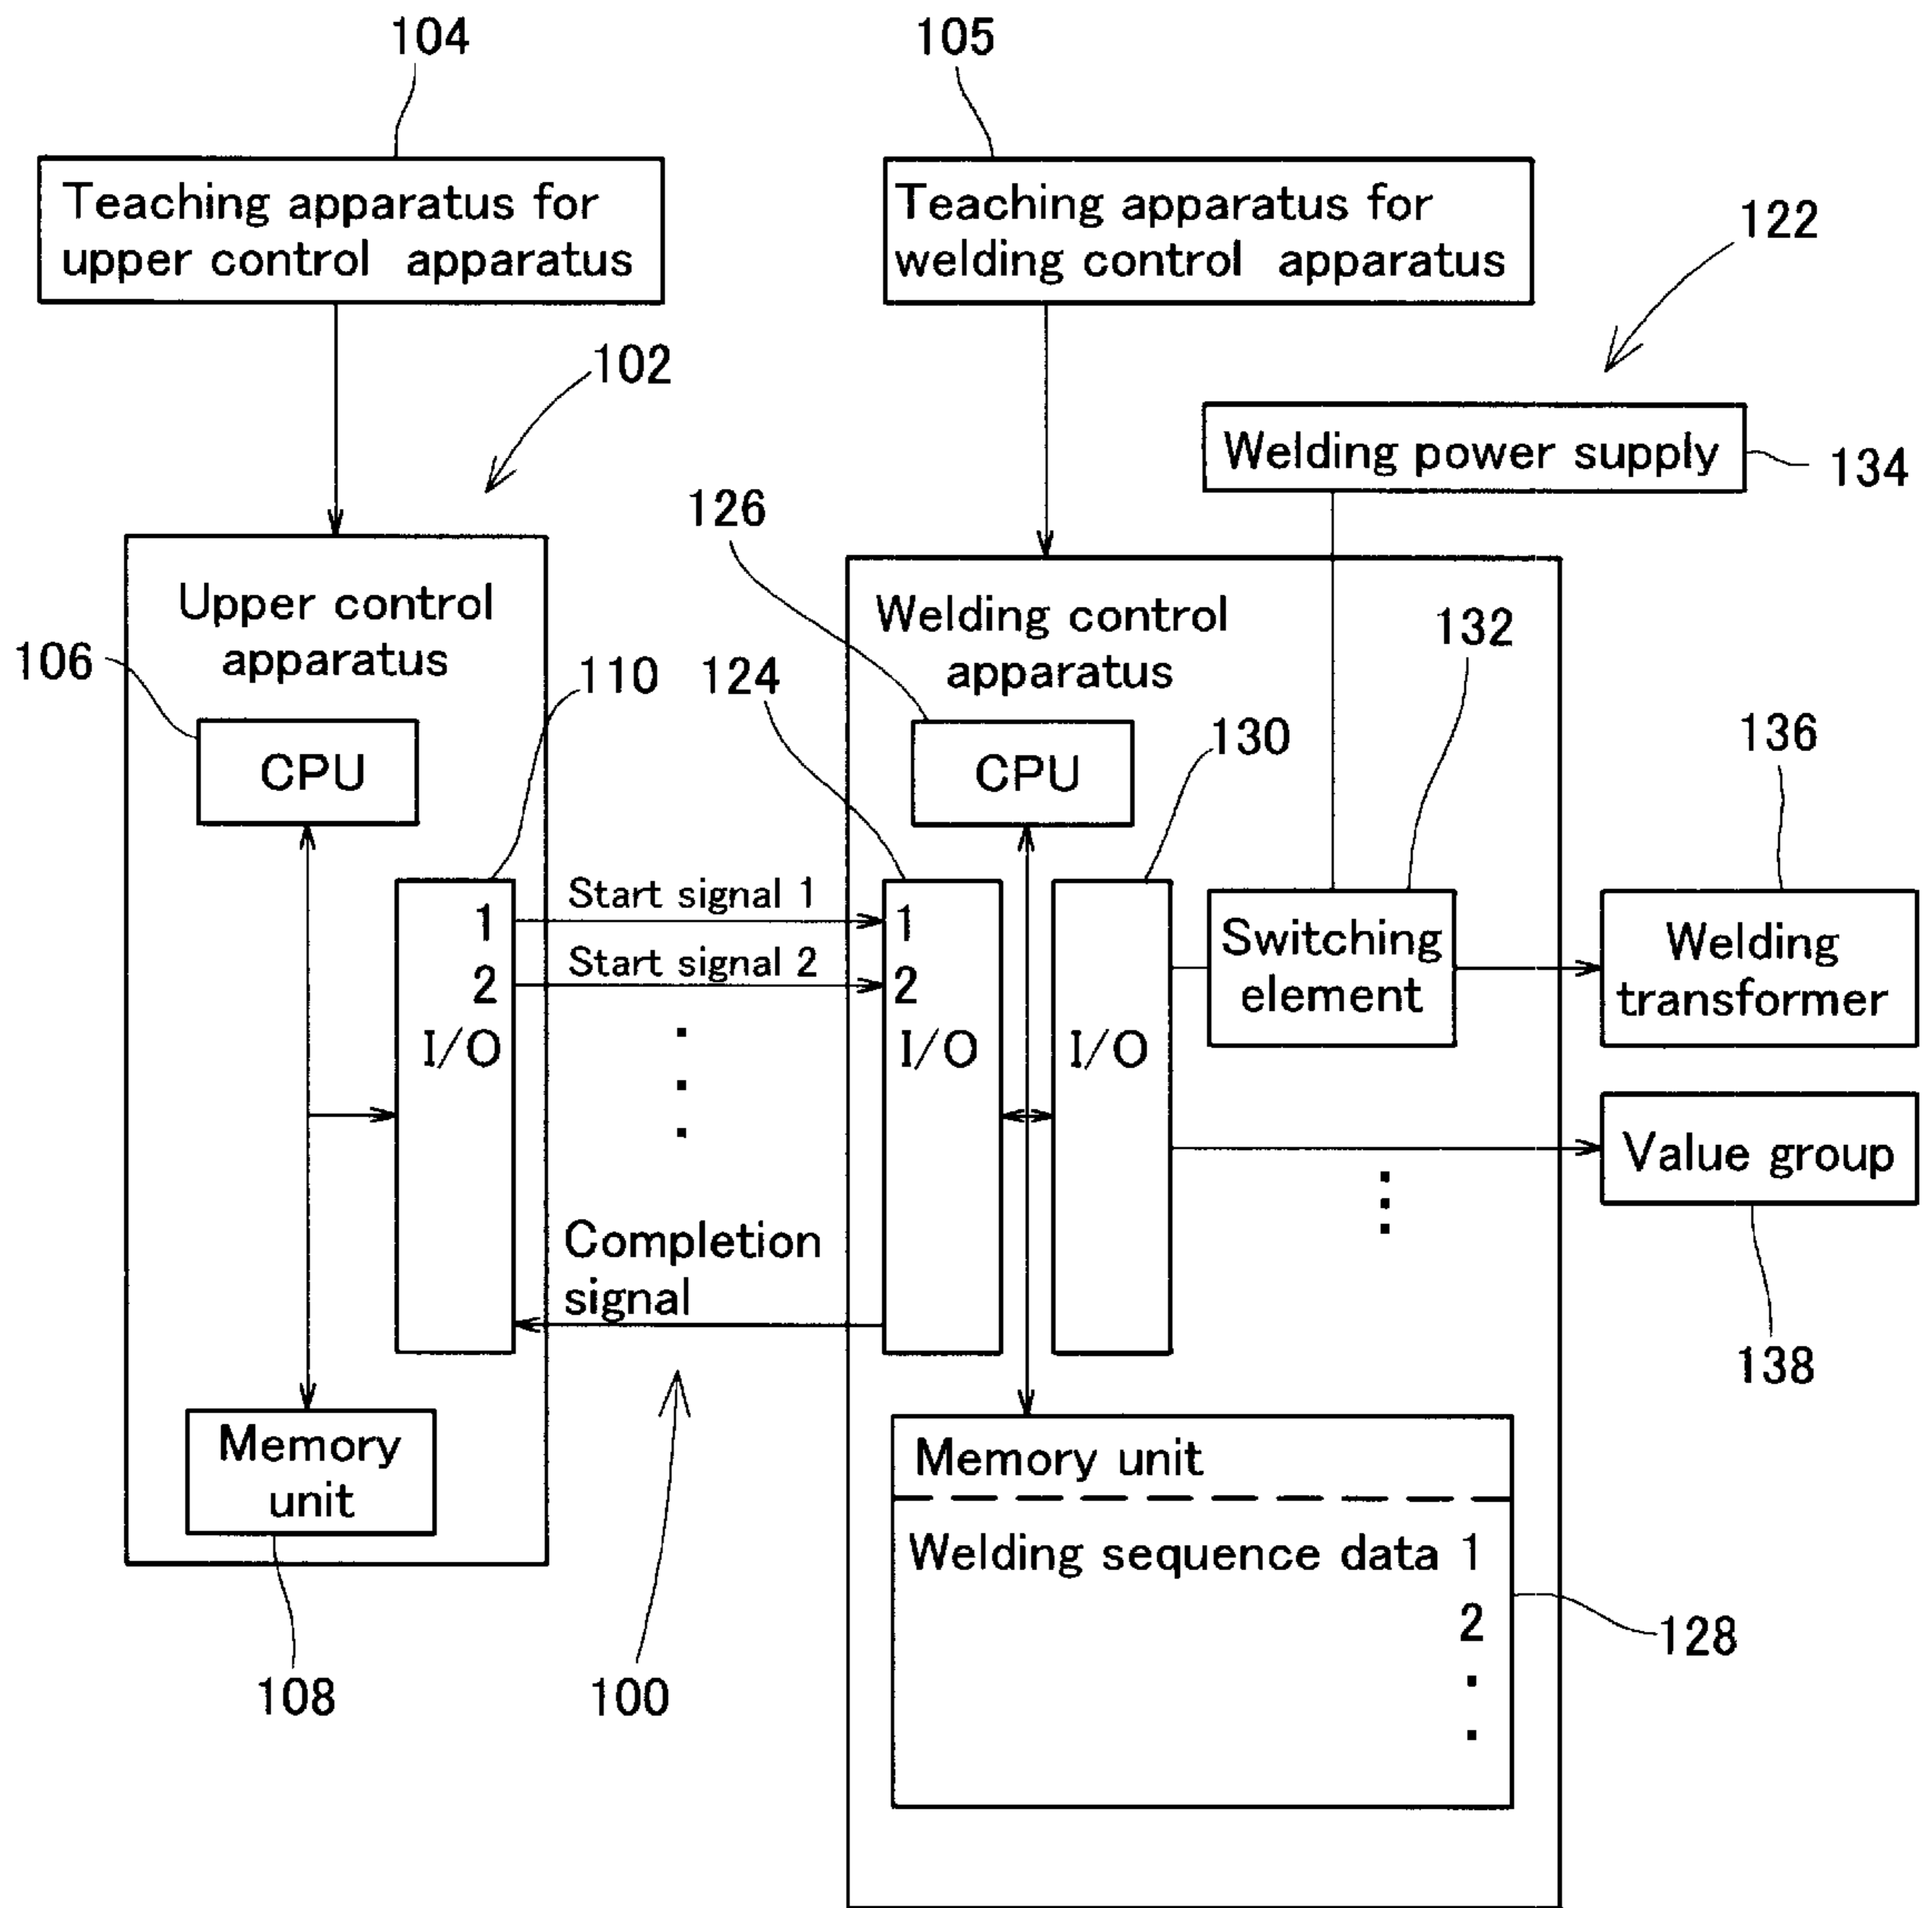 104
105
Teaching apparatus for
upper control apparatus
Teaching apparatus for
welding control apparatus
122
102
Welding power supply
134
126
Upper control
apparatus
Welding control
apparatus
132
106
110
124
130
136
CPU
CPU
Start signal 1
1
1
Start signal 2
2
2
I/O
I/O
I/O
Switching
element
Welding
transformer
Value group
Completion
signal
138
Memory
unit
Memory unit
Welding sequence data 1
2
128
108
100